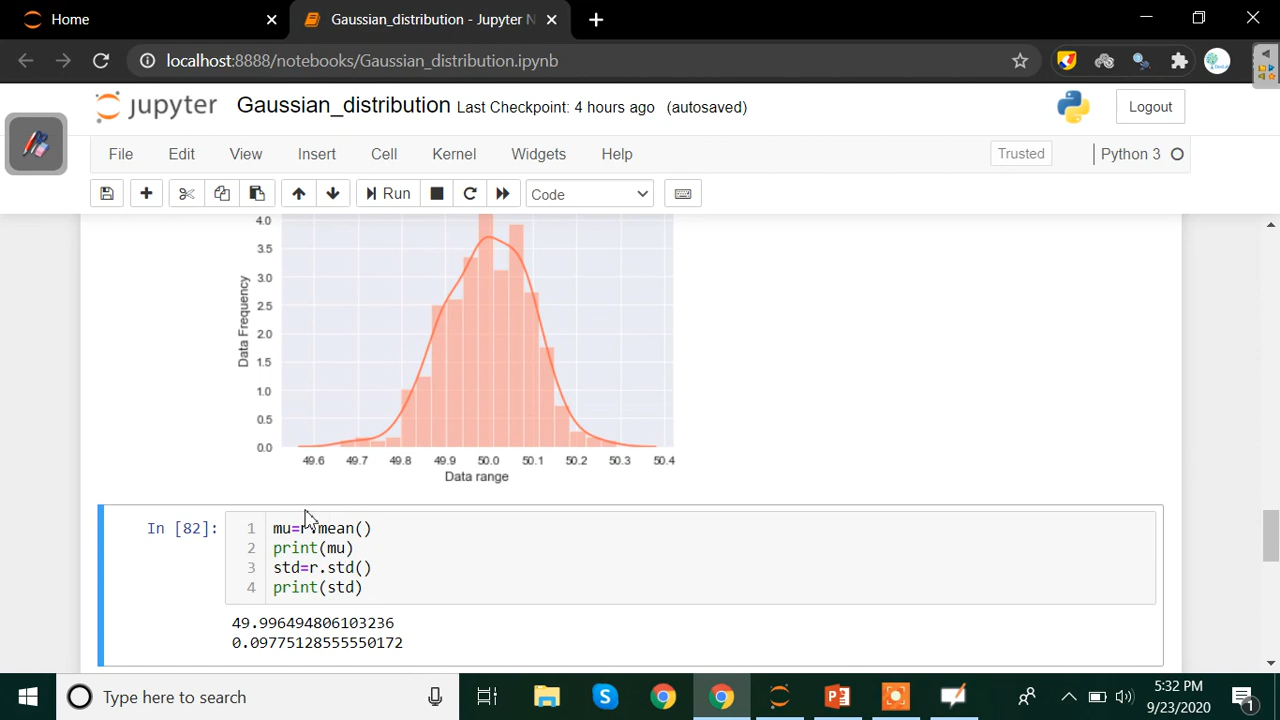 Home
Gaussian_distribution - Jupyter N
localhost:8888/notebooks/Gaussian_distribution.ipynb
jupyter Gaussian_distribution Last Checkpoint: 4 hours ago (autosaved)
Logout
File Edit View Insert Cell Kernel Widgets Help
Trusted
Python 3
Run
Code
4.0
3.5
3.0
2.5
2.0
1.5
1.0
0.5
0.0
Data Frequency
49.6 49.7 49.8 49.9 50.0 50.1 50.2 50.3 50.4
Data range
In [82]:
1 mu=r.mean()
2 print(mu)
3 std=r.std()
4 print(std)
49.996494806103236
0.09775128555550172
Type here to search
5:32 PM
9/23/2020
1